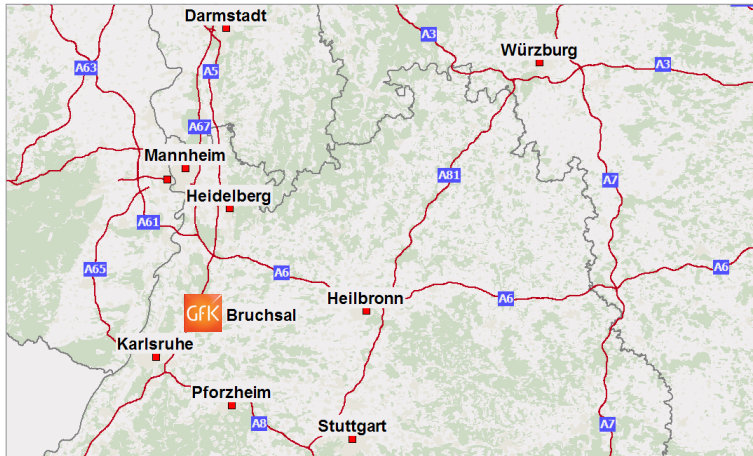 Darmstadt
A3
Würzburg
A63
A5
A3
A67
Mannheim
A81
A7
Heidelberg
A61
A65
A6
A6
Heilbronn
A6
GfK
Bruchsal
Karlsruhe
Pforzheim
A8
Stuttgart
A7